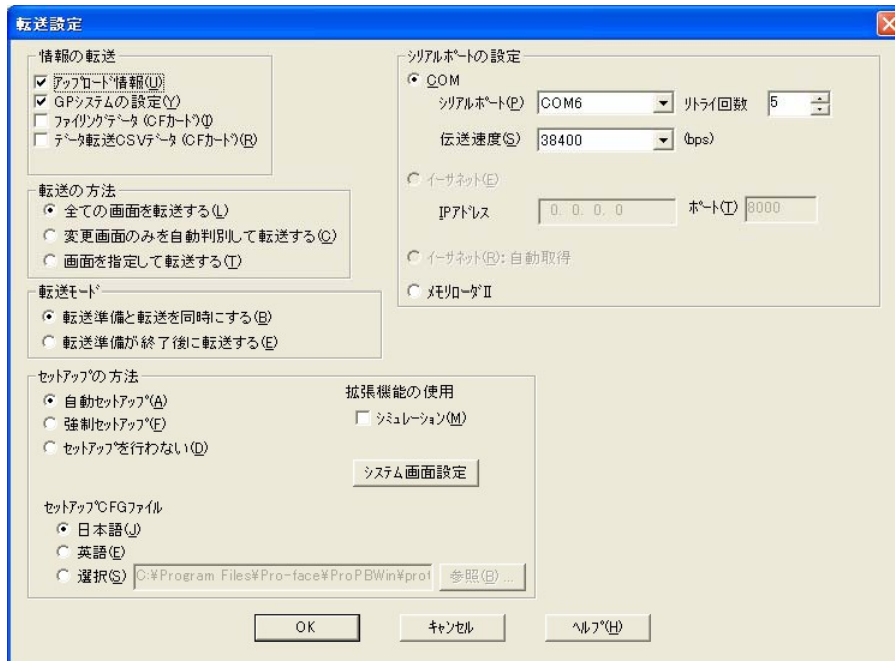 転送設定
情報の転送
アップロード情報(U)
GPシステムの設定(Y)
ファイリングデータ(CFカード)(I)
データ転送CSVデータ(CFカード)(R)
転送の方法
全ての画面を転送する(L)
変更画面のみを自動判別して転送する(C)
画面を指定して転送する(T)
転送モード
転送準備と転送を同時にする(B)
転送準備が終了後に転送する(E)
シリアルポートの設定
COM
シリアルポート(P) COM6 リトライ回数 5
伝送速度(S) 38400 (bps)
イーサネット(E)
IPアドレス 0. 0. 0. 0 ポート(T) 8000
イーサネット(R):自動取得
メモリローダII
セットアップの方法
自動セットアップ(A)
強制セットアップ(F)
セットアップを行わない(D)
拡張機能の使用
シミュレーション(M)
システム画面設定
セットアップCFGファイル
日本語(J)
英語(E)
選択(S) C:¥Program Files¥Pro-face¥ProPBWin¥prot 参照(B) ...
OK キャンセル ヘルプ(H)